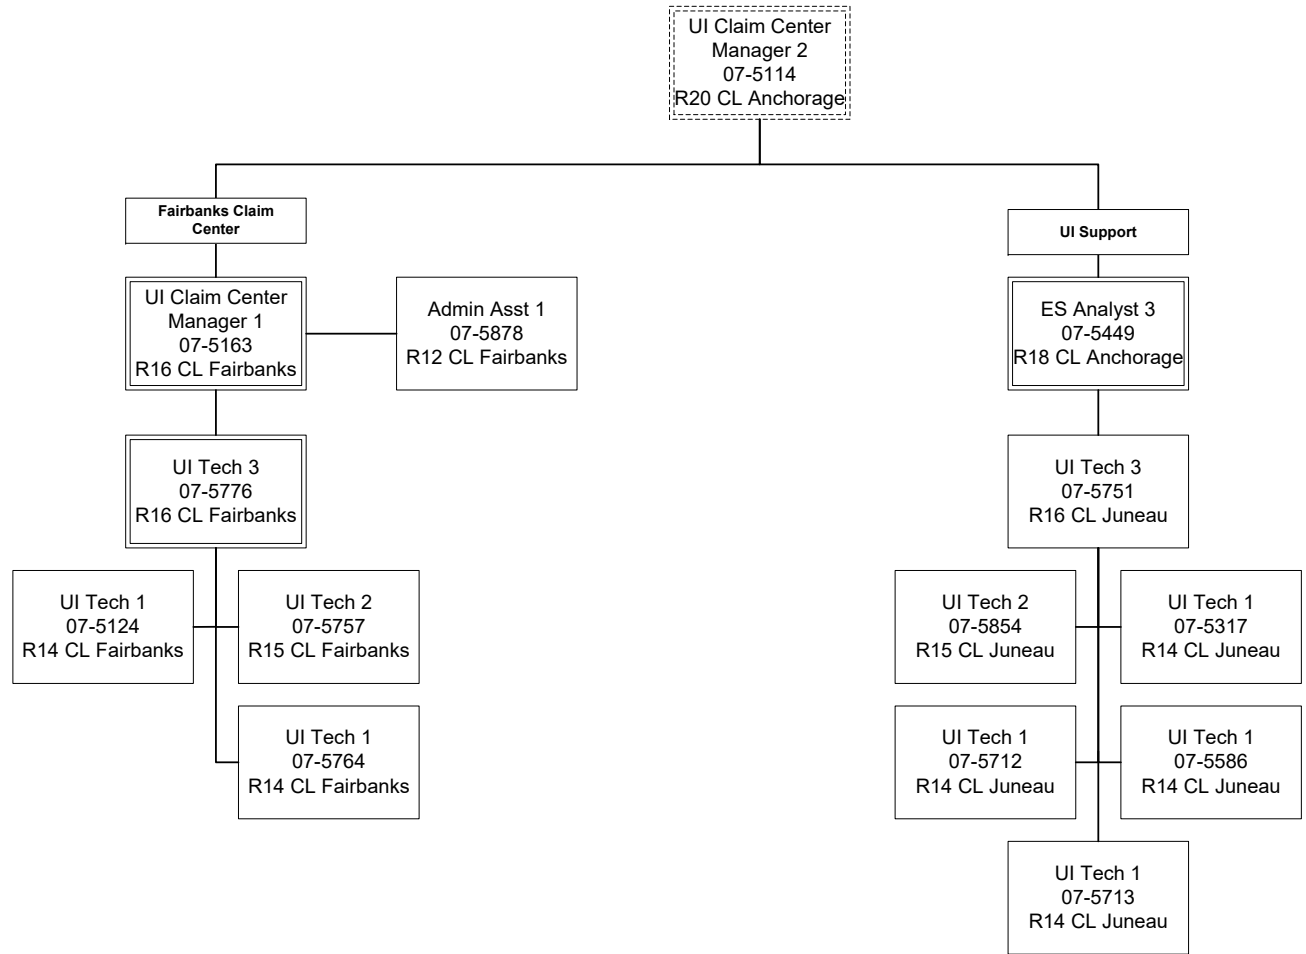 UI Claim Center
Manager 2
07-5114
R20 CL Anchorage
Fairbanks Claim
Center
UI Claim Center
Manager 1
07-5163
R16 CL Fairbanks
Admin Asst 1
07-5878
R12 CL Fairbanks
UI Tech 3
07-5776
R16 CL Fairbanks
UI Tech 1
07-5124
R14 CL Fairbanks
UI Tech 2
07-5757
R15 CL Fairbanks
UI Tech 1
07-5764
R14 CL Fairbanks
UI Support
ES Analyst 3
07-5449
R18 CL Anchorage
UI Tech 3
07-5751
R16 CL Juneau
UI Tech 2
07-5854
R15 CL Juneau
UI Tech 1
07-5317
R14 CL Juneau
UI Tech 1
07-5712
R14 CL Juneau
UI Tech 1
07-5586
R14 CL Juneau
UI Tech 1
07-5713
R14 CL Juneau